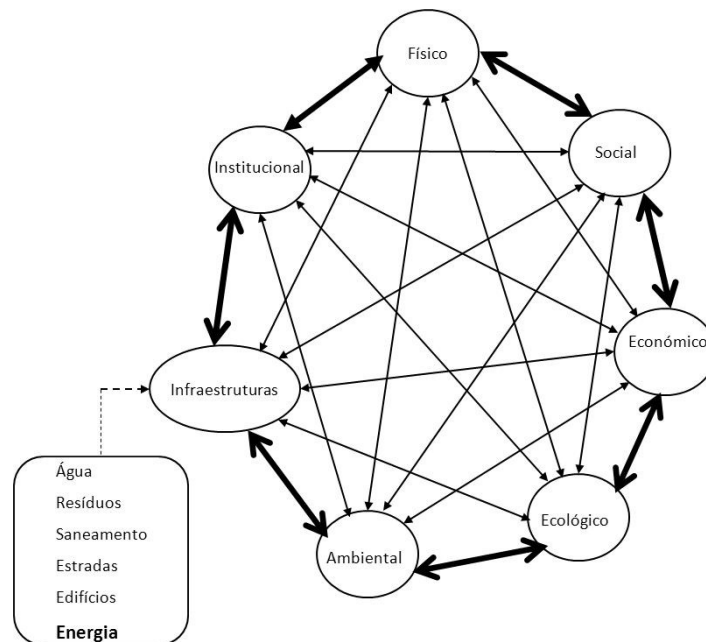 Físico
Social
Institucional
Económico
Infraestruturas
Ecológico
Ambiental
Água
Resíduos
Saneamento
Estradas
Edifícios
Energia